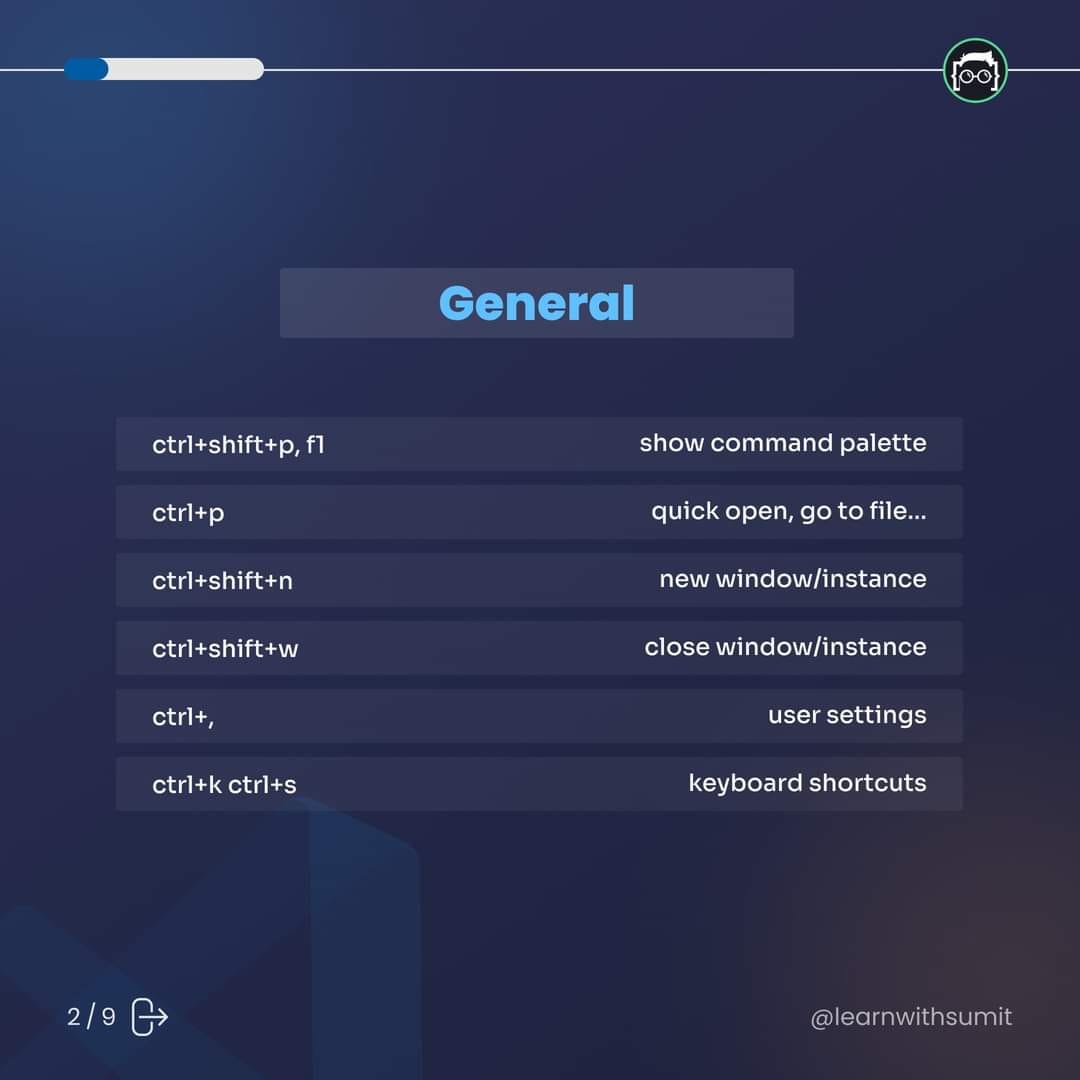 General
ctrl+shift+p, f1 show command palette
ctrl+p quick open, go to file...
ctrl+shift+n new window/instance
ctrl+shift+w close window/instance
ctrl+, user settings
ctrl+k ctrl+s keyboard shortcuts
2 / 9 @learnwithsumit